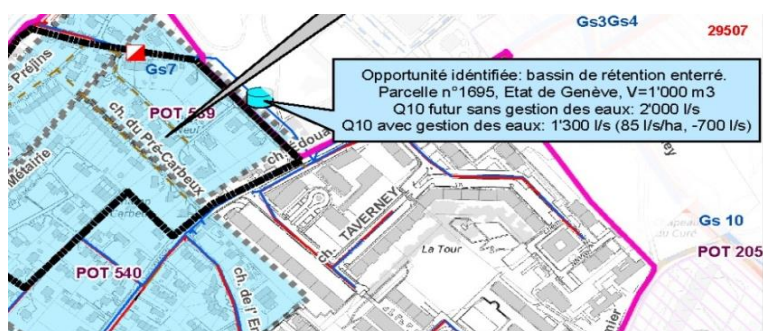 Gs3Gs4
29507
Gs7
Opportunité identifiée: bassin de rétention enterré.
Parcelle n°1695, Etat de Genève, V=1'000 m3
Q10 futur sans gestion des eaux: 2'000 l/s
Q10 avec gestion des eaux: 1'300 l/s (85 l/s/ha, -700 l/s)
POT
ch. du Pré-Carbeux
Métairie
ch. TAVERNEY
La Tour
Gs 10
POT 205
POT 540
ch. de l'